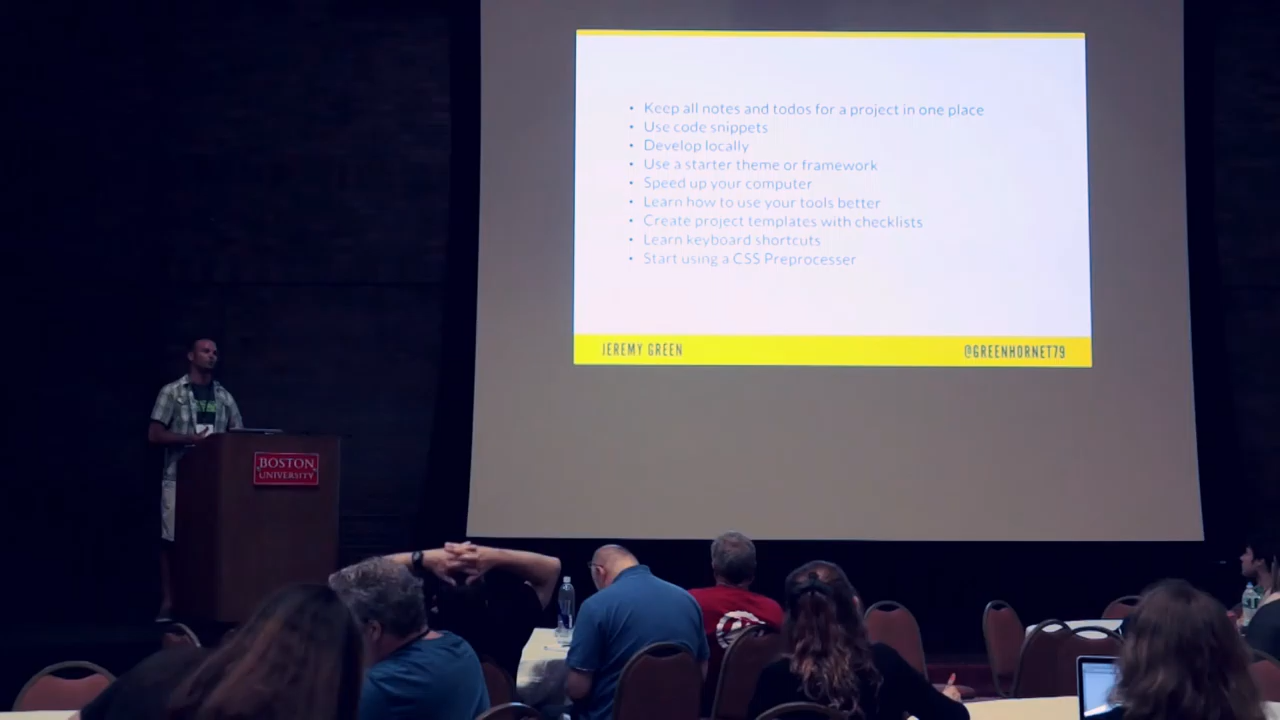 • Keep all notes and todos for a project in one place
• Use code snippets
• Develop locally
• Use a starter theme or framework
• Speed up your computer
• Learn how to use your tools better
• Create project templates with checklists
• Learn keyboard shortcuts
• Start using a CSS Preprocesser
JEREMY GREEN
@GREENHORNET79
BOSTON
UNIVERSITY